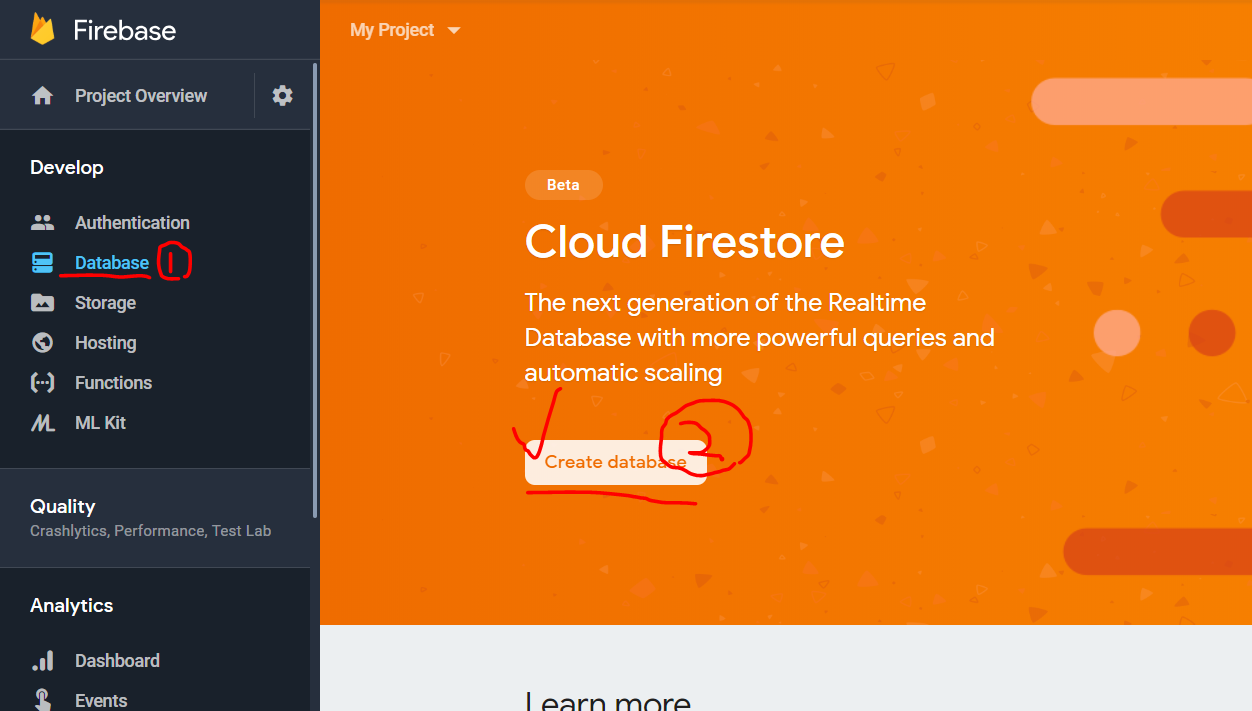 Firebase
My Project
Project Overview
Develop
Authentication
Database 1
Storage
Hosting
Functions
ML Kit
Quality
Crashlytics, Performance, Test Lab
Analytics
Dashboard
Events
Beta
Cloud Firestore
The next generation of the Realtime
Database with more powerful queries and
automatic scaling
Create database 2
Learn more